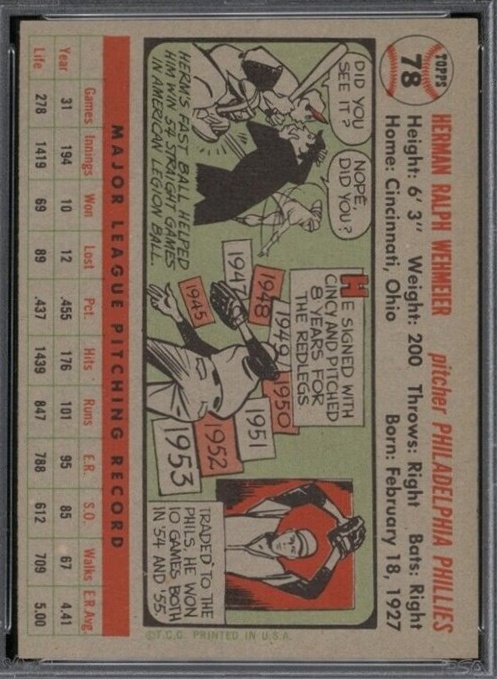 TOPPS
78
HERMAN RALPH WEHMEIER pitcher PHILADELPHIA PHILLIES
Height: 6' 3" Weight: 200 Throws: Right Bats: Right
Home: Cincinnati, Ohio Born: February 18, 1927
DID YOU
SEE IT?
NOPE,
DID YOU?
HERM'S FAST BALL HELPED
HIM WIN 54 STRAIGHT GAMES
IN AMERICAN LEGION BALL.
HE SIGNED WITH
CINCY AND PITCHED
8 YEARS FOR
THE REDLEGS
1945
1947
1948
1949
1950
1951
1952
1953
TRADED TO THE
PHILS, HE WON
10 GAMES BOTH
IN '54 AND '55.
©T.C.G. PRINTED IN U.S.A.
MAJOR LEAGUE PITCHING RECORD
Games Innings Won Lost Pct. Hits Runs E.R. S.O. Walks E.R.Avg.
Year 31 194 10 12 .455 176 101 95 85 67 4.41
Life 278 1419 69 89 .437 1439 847 788 612 709 5.00